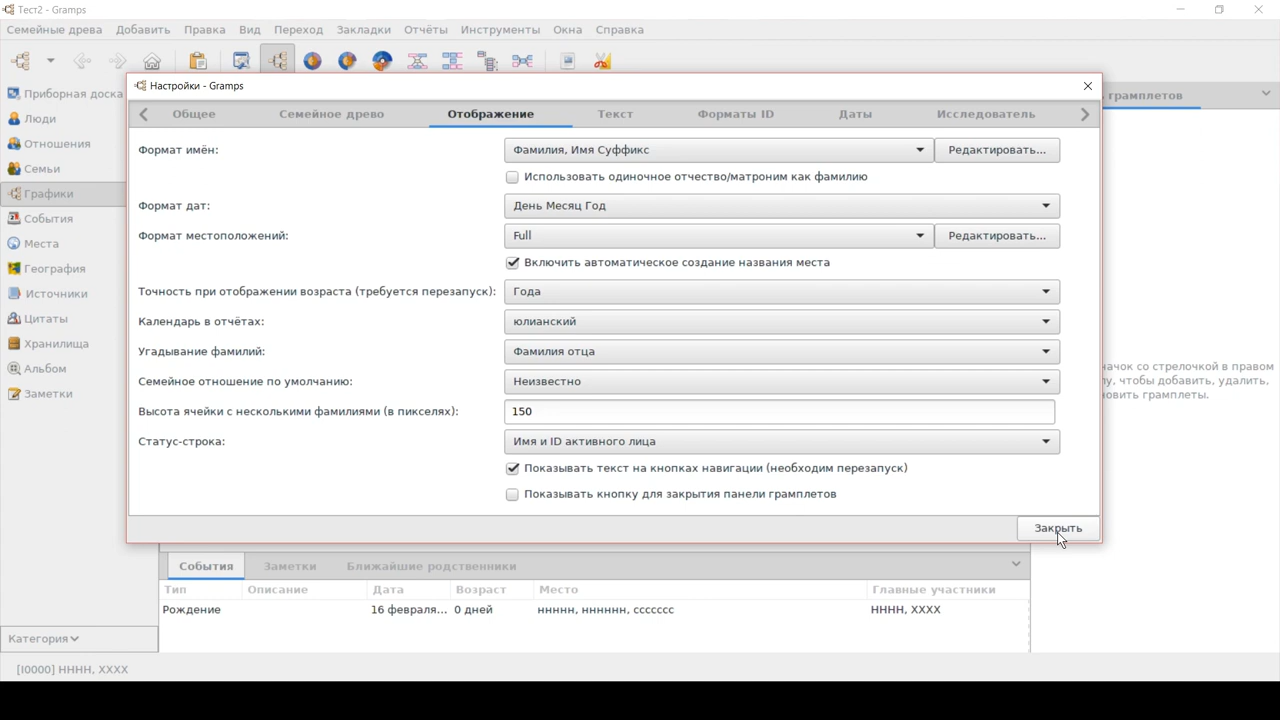 Тест2 - Gramps
Семейные древа Добавить Правка Вид Переход Закладки Отчёты Инструменты Окна Справка
Настройки - Gramps
Приборная доска
Люди
Отношения
Семьи
Графики
События
Места
География
Источники
Цитаты
Хранилища
Альбом
Заметки
Общее Семейное древо Отображение Текст Форматы ID Даты Исследователь
грамплетов
Формат имён: Фамилия, Имя Суффикс Редактировать...
Использовать одиночное отчество/матроним как фамилию
Формат дат: День Месяц Год
Формат местоположений: Full Редактировать...
Включить автоматическое создание названия места
Точность при отображении возраста (требуется перезапуск): Года
Календарь в отчётах: юлианский
Угадывание фамилий: Фамилия отца
Семейное отношение по умолчанию: Неизвестно
Высота ячейки с несколькими фамилиями (в пикселях): 150
Статус-строка: Имя и ID активного лица
Показывать текст на кнопках навигации (необходим перезапуск)
Показывать кнопку для закрытия панели грамплетов
Закрыть
ачок со стрелкой в правом
у, чтобы добавить, удалить,
овить грамплеты.
События Заметки Ближайшие родственники
Тип Описание Дата Возраст Место Главные участники
Рождение 16 февраля... 0 дней ннннн, нннннн, ссссссс НННН, ХХХХ
Категория
[I0000] НННН, ХХХХ